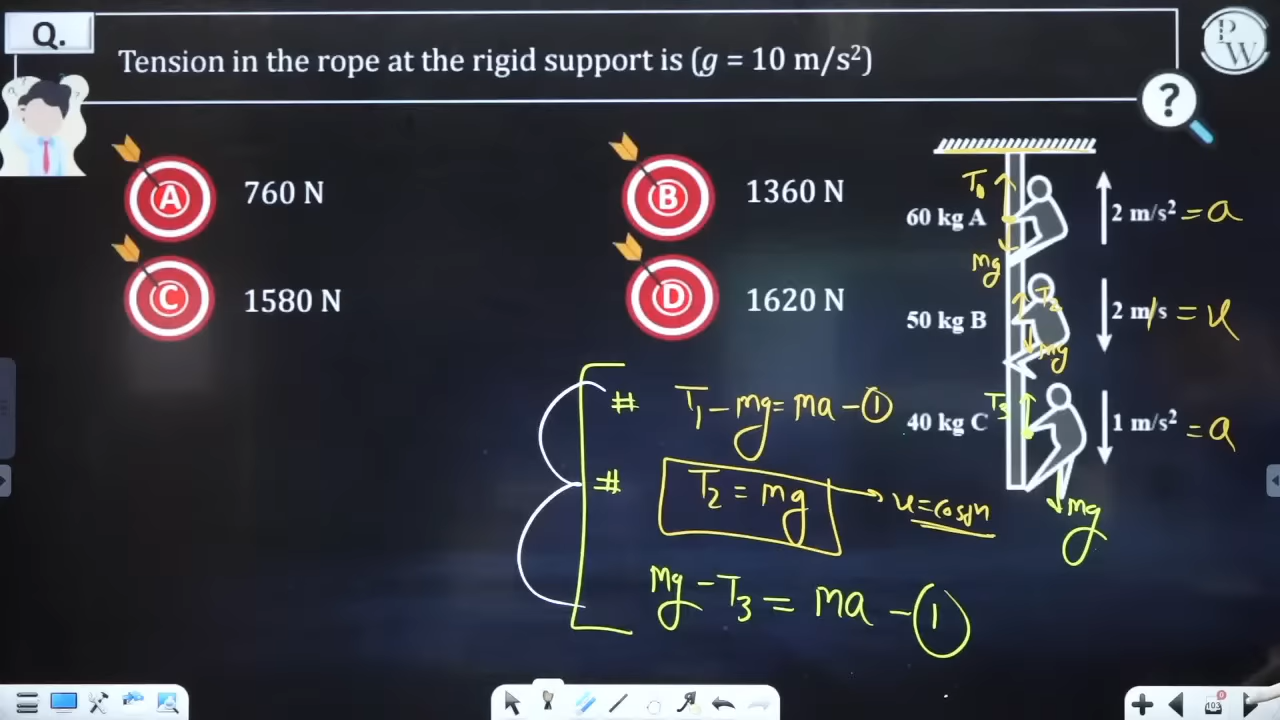 Q.
Tension in the rope at the rigid support is (g = 10 m/s²)
P
W
?
A 760 N
B 1360 N
C 1580 N
D 1620 N
T₁
60 kg A
2 m/s² = a
mg
T₂
50 kg B
2 m/s = u
mg
T₃
40 kg C
1 m/s² = a
mg
# T₁ - mg = ma - ①
# T₂ = mg → u = const
mg - T₃ = ma - ①
103